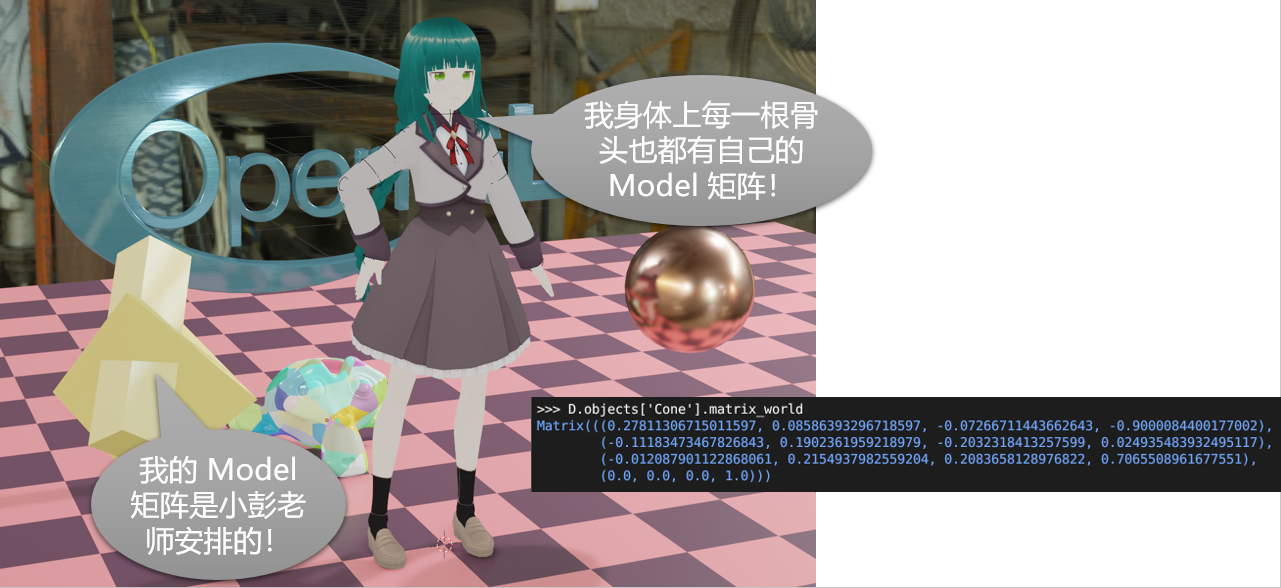 OpenGL
我身体上每一根骨
头也都有自己的
Model 矩阵！
>>> D.objects['Cone'].matrix_world
Matrix(((0.27811306715011597, 0.08586393296718597, -0.07266711443662643, -0.9000084400177002),
(-0.11183473467826843, 0.1902361959218979, -0.2032318413257599, 0.024935483932495117),
(-0.012087901122868061, 0.2154937982559204, 0.2083658128976822, 0.7065508961677551),
(0.0, 0.0, 0.0, 1.0)))
我的 Model
矩阵是小彭老
师安排的！